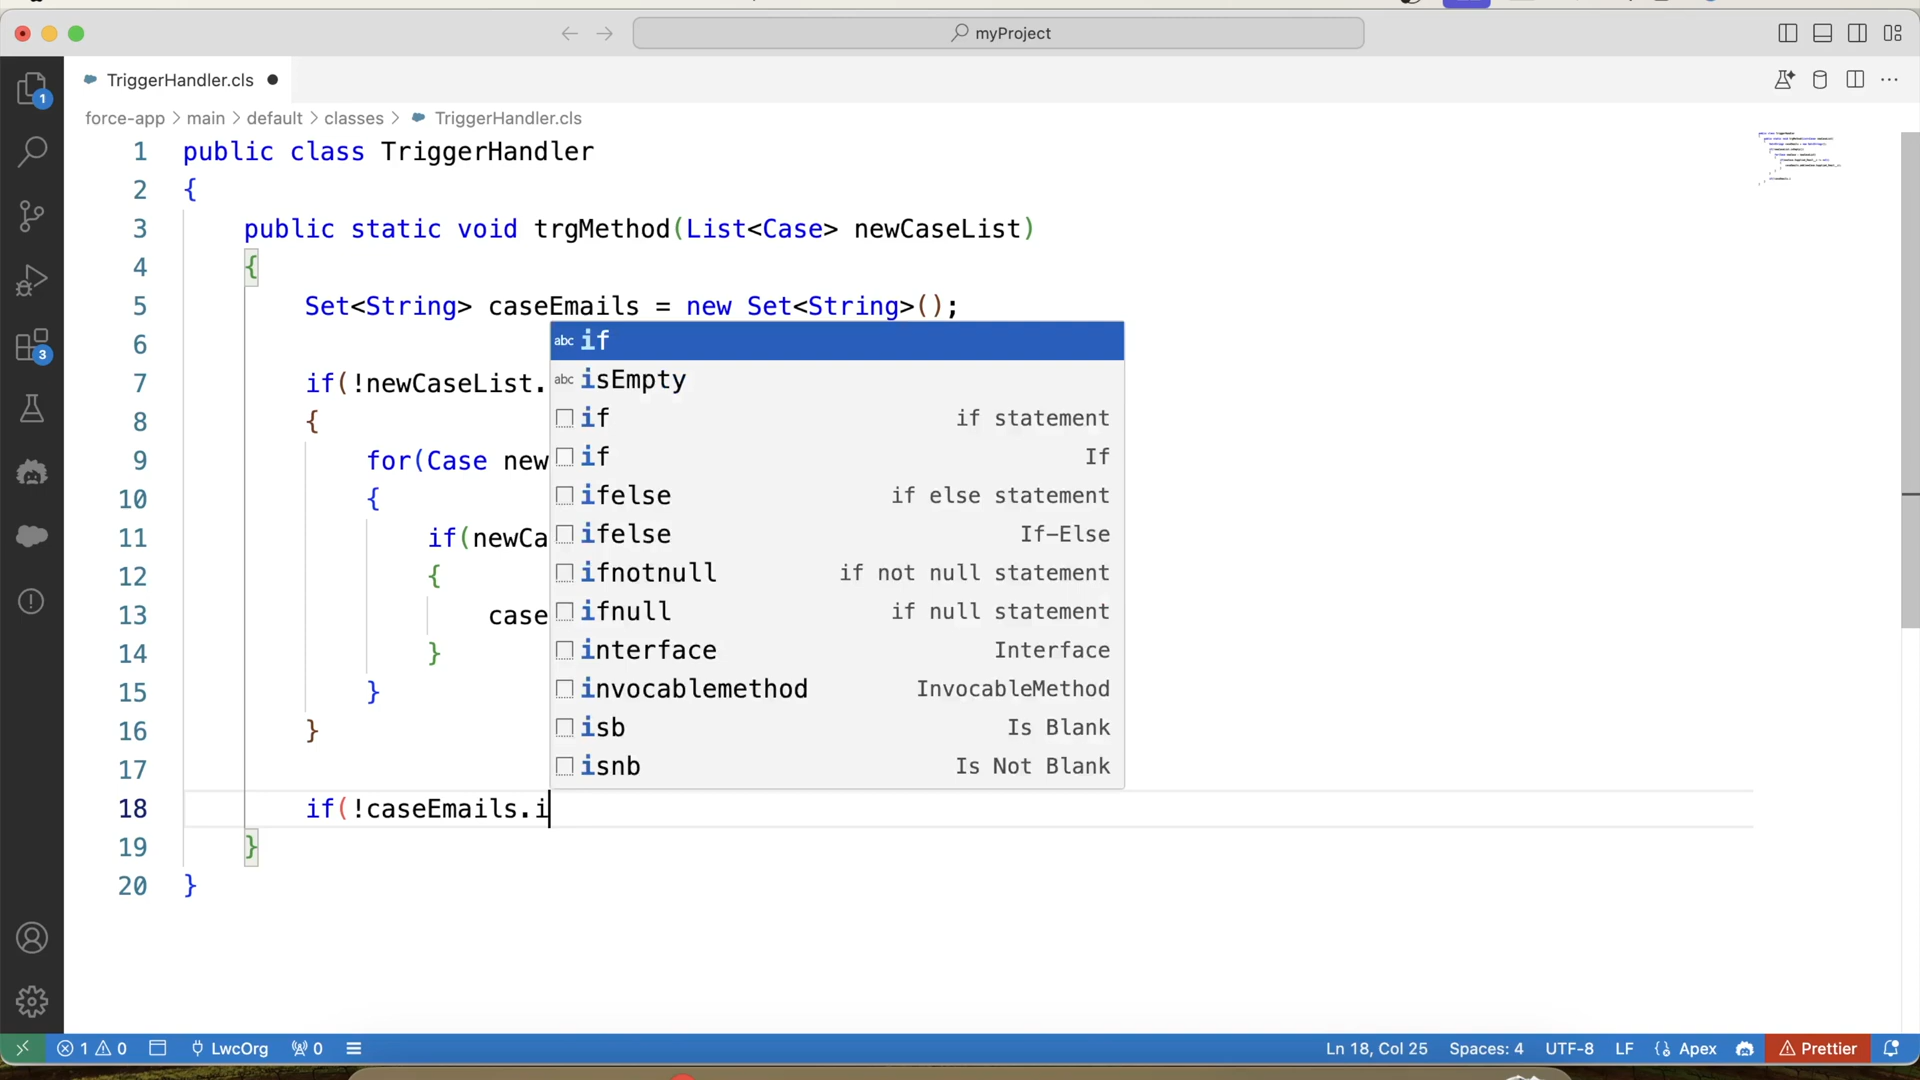 myProject
TriggerHandler.cls
force-app > main > default > classes > TriggerHandler.cls
1 public class TriggerHandler
2 {
3 public static void trgMethod(List<Case> newCaseList)
4 {
5 Set<String> caseEmails = new Set<String>();
6
7 if(!newCaseList.
8 {
9 for(Case new
10 {
11 if(newCa
12 {
13 case
14 }
15 }
16 }
17
18 if(!caseEmails.i
19 }
20 }
abc if
abc isEmpty
if if statement
if If
ifelse if else statement
ifelse If-Else
ifnotnull if not null statement
ifnull if null statement
interface Interface
invocablemethod InvocableMethod
isb Is Blank
isnb Is Not Blank
1
3
1 0 LwcOrg 0 Ln 18, Col 25 Spaces: 4 UTF-8 LF Apex Prettier